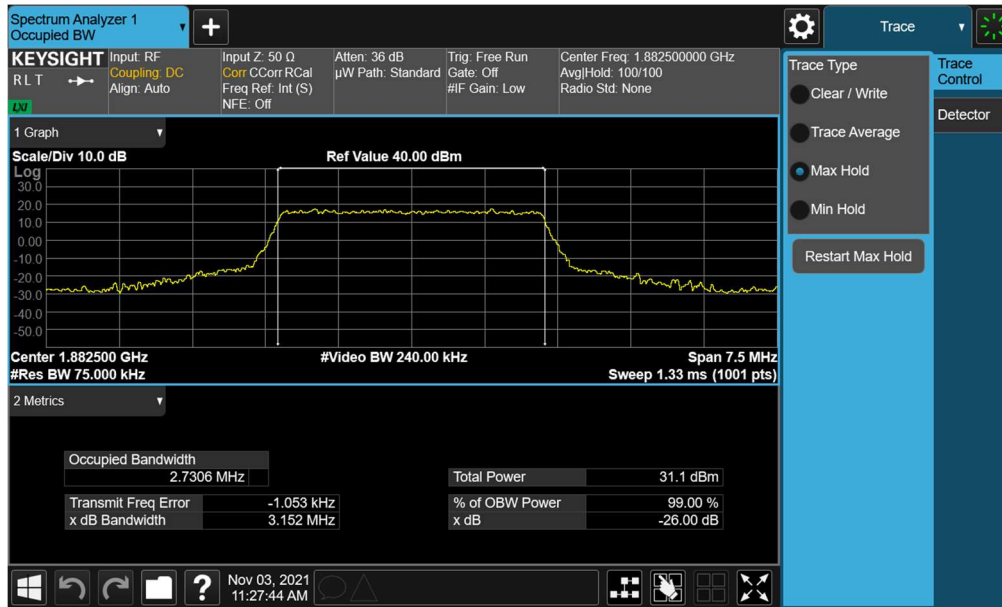 Spectrum Analyzer 1
Occupied BW
Trace
KEYSIGHT
R L T
LXI
Input: RF
Coupling: DC
Align: Auto
Input Z: 50 Ω
Corr CCorr RCal
Freq Ref: Int (S)
NFE: Off
Atten: 36 dB
µW Path: Standard
Trig: Free Run
Gate: Off
#IF Gain: Low
Center Freq: 1.882500000 GHz
Avg|Hold: 100/100
Radio Std: None
Trace Type
Clear / Write
Trace Average
Max Hold
Min Hold
Restart Max Hold
Trace
Control
Detector
1 Graph
Scale/Div 10.0 dB
Ref Value 40.00 dBm
Log
30.0
20.0
10.0
0.00
-10.0
-20.0
-30.0
-40.0
-50.0
Center 1.882500 GHz
#Video BW 240.00 kHz
Span 7.5 MHz
#Res BW 75.000 kHz
Sweep 1.33 ms (1001 pts)
2 Metrics
Occupied Bandwidth
2.7306 MHz
Total Power 31.1 dBm
Transmit Freq Error -1.053 kHz
% of OBW Power 99.00 %
x dB Bandwidth 3.152 MHz
x dB -26.00 dB
?
Nov 03, 2021
11:27:44 AM